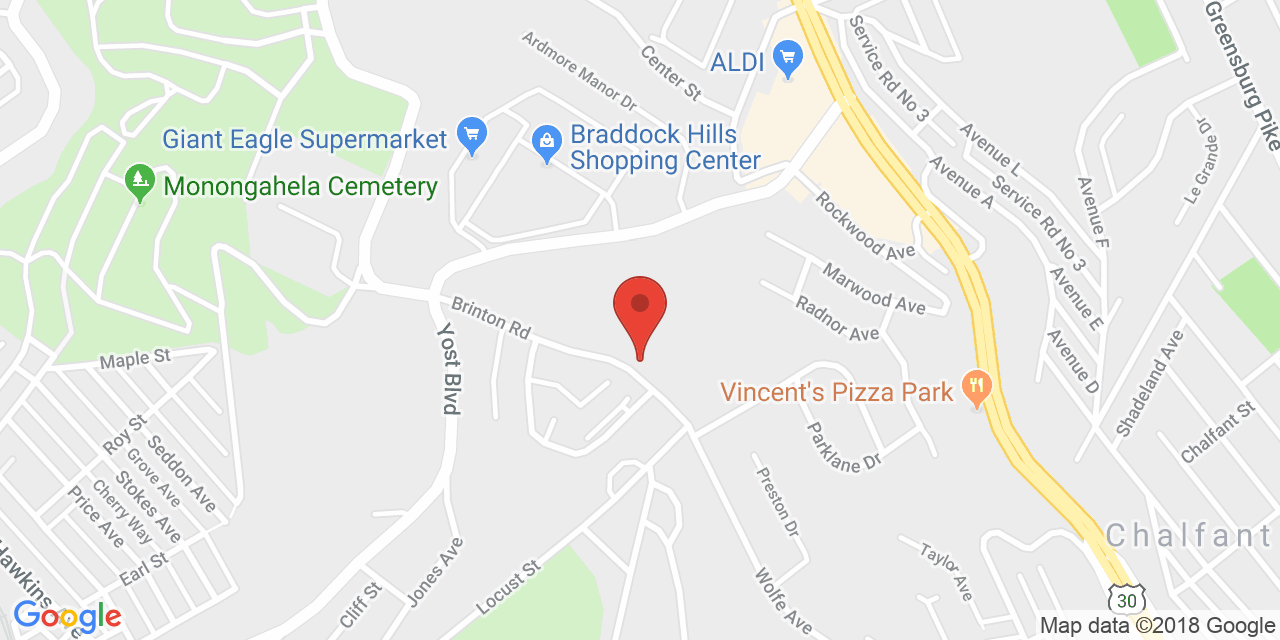 Greensburg Pike
Service Rd No 3
Ardmore Manor Dr
Center St
ALDI
Giant Eagle Supermarket
Braddock Hills
Shopping Center
Avenue L
Le Grande Dr
Monongahela Cemetery
Avenue A
Service Rd No 3
Avenue F
Rockwood Ave
Marwood Ave
Radnor Ave
Avenue E
Brinton Rd
Yost Blvd
Maple St
Avenue D
Shadeland Ave
Vincent's Pizza Park
Chalfant St
Roy St
Seddon Ave
Grove Ave
Stokes Ave
Cherry Way
Price Ave
Parklane Dr
Preston Dr
Chalfant
Earl St
Hawkins Ave
Cliff St
Jones Ave
Locust St
Wolfe Ave
Taylor Ave
30
Google
Map data ©2018 Google